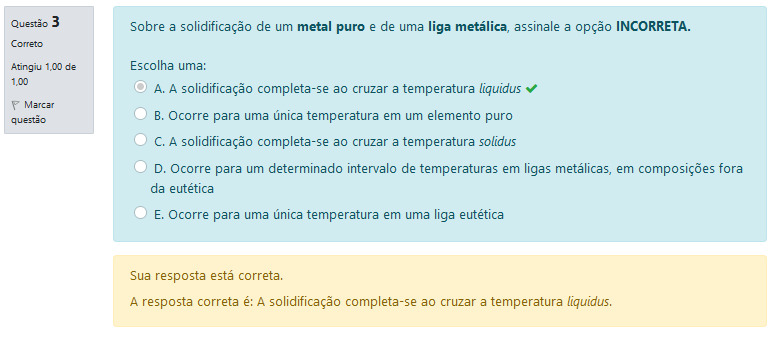 Questão 3
Correto
Atingiu 1,00 de
1,00
Marcar
questão
Sobre a solidificação de um metal puro e de uma liga metálica, assinale a opção INCORRETA.
Escolha uma:
A. A solidificação completa-se ao cruzar a temperatura liquidus
B. Ocorre para uma única temperatura em um elemento puro
C. A solidificação completa-se ao cruzar a temperatura solidus
D. Ocorre para um determinado intervalo de temperaturas em ligas metálicas, em composições fora
da eutética
E. Ocorre para uma única temperatura em uma liga eutética
Sua resposta está correta.
A resposta correta é: A solidificação completa-se ao cruzar a temperatura liquidus.